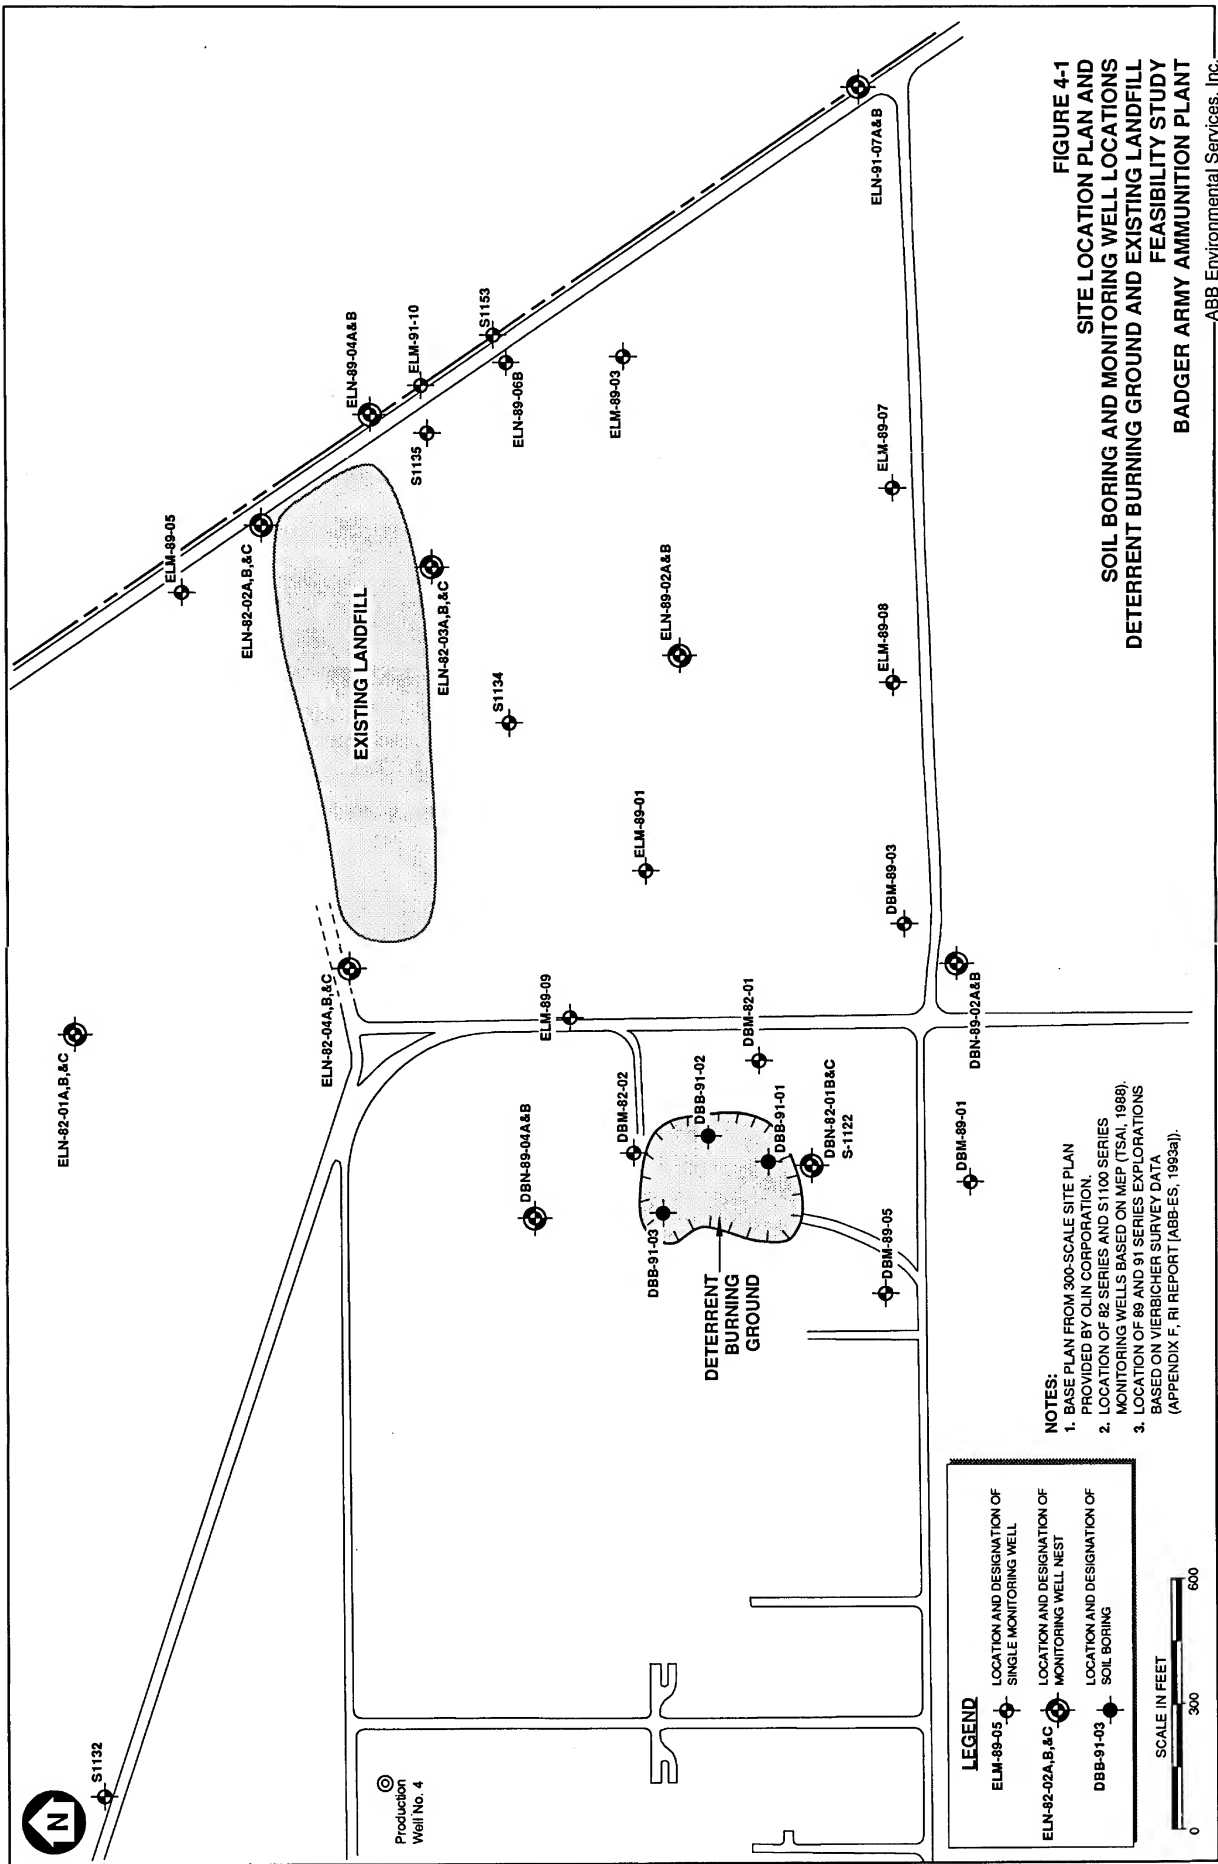 N
S1132
Production
Well No. 4
ELN-82-01A,B,&C
ELN-82-04A,B,&C
ELM-89-05
ELN-82-02A,B,&C
EXISTING LANDFILL
ELN-82-03A,B,&C
ELN-89-04A&B
ELM-91-10
S1135
S1153
ELN-89-06B
ELM-89-03
S1134
ELM-89-01
ELN-89-02A&B
ELM-89-07
ELM-89-08
ELN-91-07A&B
ELM-89-09
DBN-89-04A&B
DBM-82-02
DBM-82-01
DBB-91-02
DBB-91-01
DBB-91-03
DBN-82-01B&C
S-1122
DETERRENT
BURNING
GROUND
DBM-89-05
DBM-89-03
DBN-89-02A&B
DBM-89-01
LEGEND
ELM-89-05 LOCATION AND DESIGNATION OF
SINGLE MONITORING WELL
ELN-82-02A,B,&C LOCATION AND DESIGNATION OF
MONITORING WELL NEST
DBB-91-03 LOCATION AND DESIGNATION OF
SOIL BORING
SCALE IN FEET
0 300 600
NOTES:
1. BASE PLAN FROM 300-SCALE SITE PLAN
PROVIDED BY OLIN CORPORATION.
2. LOCATION OF 82 SERIES AND S1100 SERIES
MONITORING WELLS BASED ON MEP (TSAI, 1988).
3. LOCATION OF 89 AND 91 SERIES EXPLORATIONS
BASED ON VIERBICHER SURVEY DATA
(APPENDIX F, RI REPORT [ABB-ES, 1993a]).
FIGURE 4-1
SITE LOCATION PLAN AND
SOIL BORING AND MONITORING WELL LOCATIONS
DETERRENT BURNING GROUND AND EXISTING LANDFILL
FEASIBILITY STUDY
BADGER ARMY AMMUNITION PLANT
ABB Environmental Services, Inc.